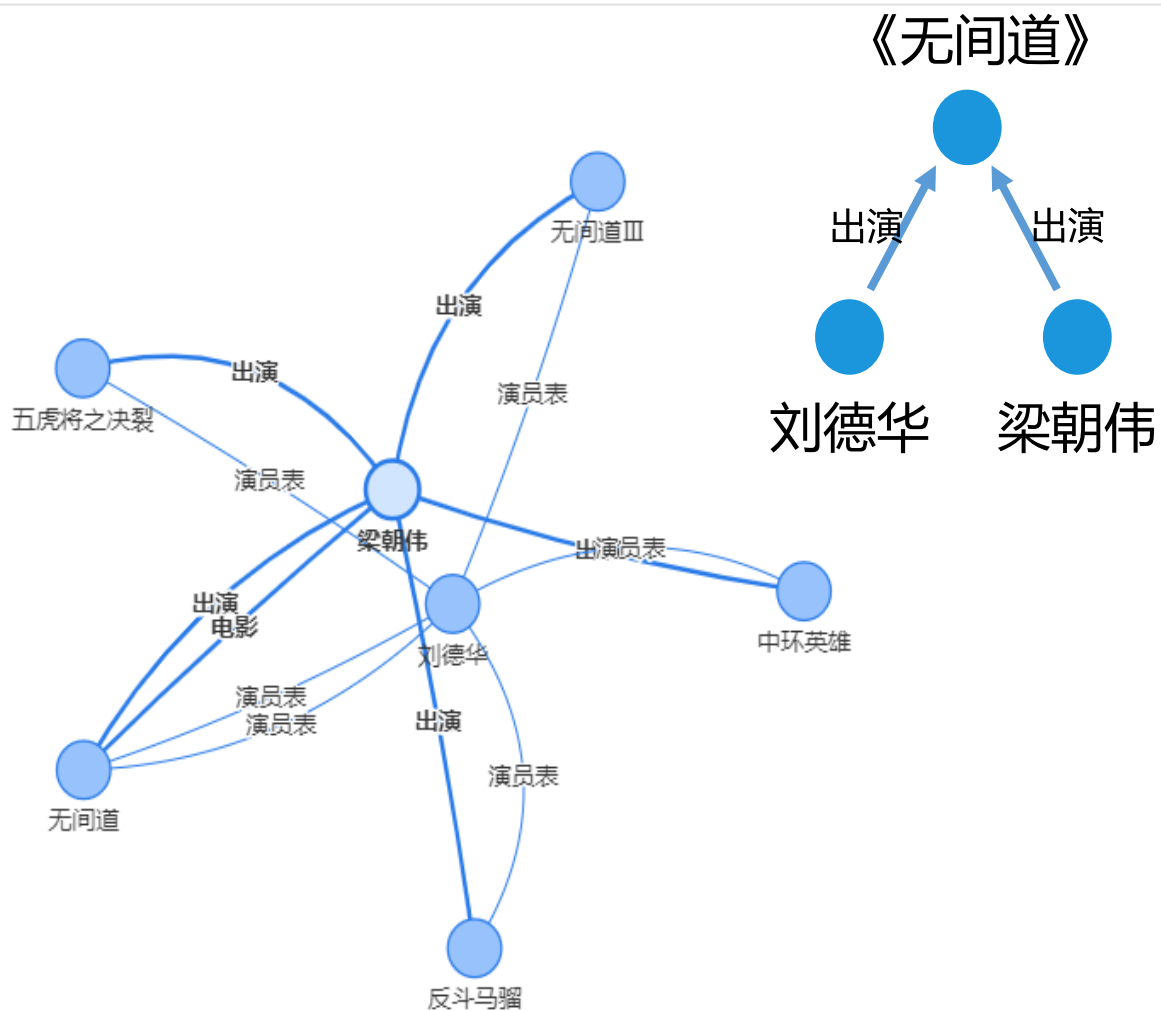 《无间道》
出演
出演
刘德华
梁朝伟
无间道III
出演
出演
演员表
五虎将之决裂
演员表
梁朝伟
出演员表
出演
电影
刘德华
中环英雄
演员表
演员表
出演
演员表
无间道
反斗马骝